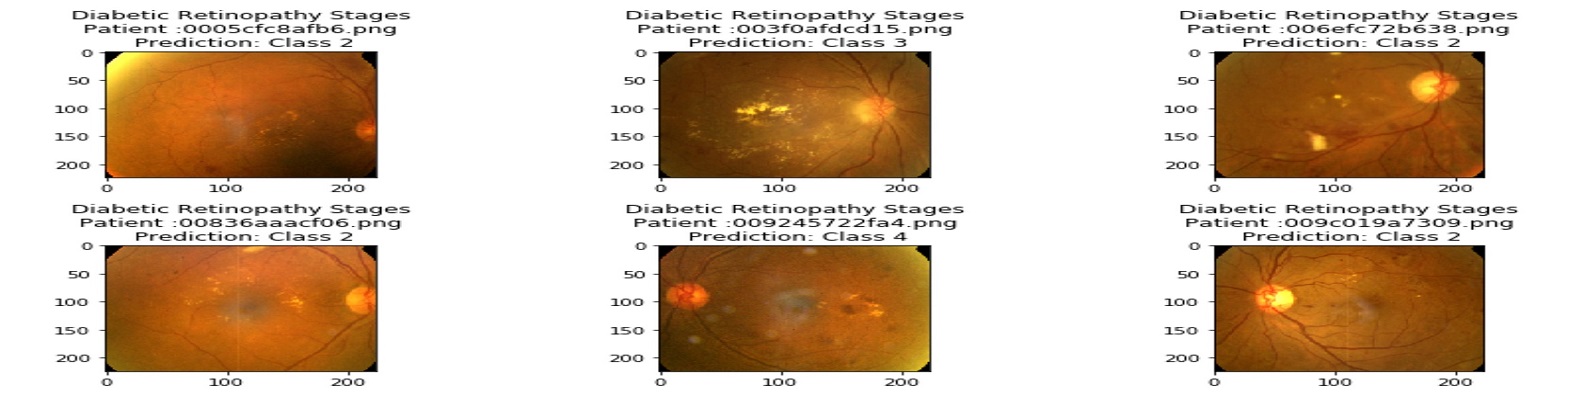 Diabetic Retinopathy Stages
Patient :0005cfc8afb6.png
Prediction: Class 2
0
50
100
150
200
0 100 200
Diabetic Retinopathy Stages
Patient :003f0afdcd15.png
Prediction: Class 3
0
50
100
150
200
0 100 200
Diabetic Retinopathy Stages
Patient :006efc72b638.png
Prediction: Class 2
0
50
100
150
200
0 100 200
Diabetic Retinopathy Stages
Patient :00836aaacf06.png
Prediction: Class 2
0
50
100
150
200
0 100 200
Diabetic Retinopathy Stages
Patient :009245722fa4.png
Prediction: Class 4
0
50
100
150
200
0 100 200
Diabetic Retinopathy Stages
Patient :009c019a7309.png
Prediction: Class 2
0
50
100
150
200
0 100 200